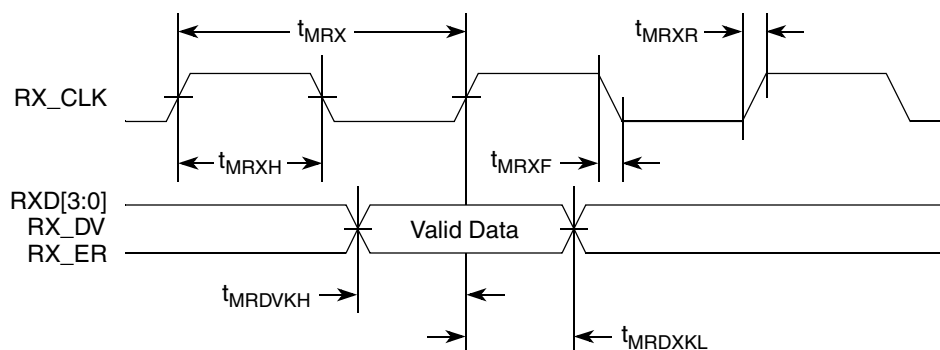 tMRX
tMRXR
RX_CLK
tMRXH
tMRXF
RXD[3:0]
RX_DV
Valid Data
RX_ER
tMRDVKH
tMRDXKL